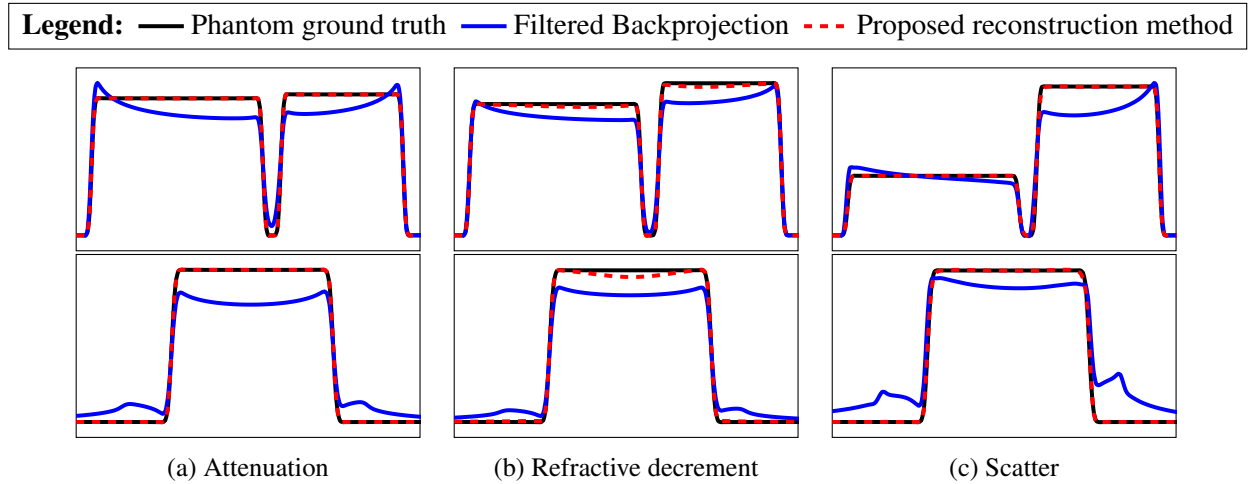 Legend: Phantom ground truth Filtered Backprojection Proposed reconstruction method
(a) Attenuation
(b) Refractive decrement
(c) Scatter